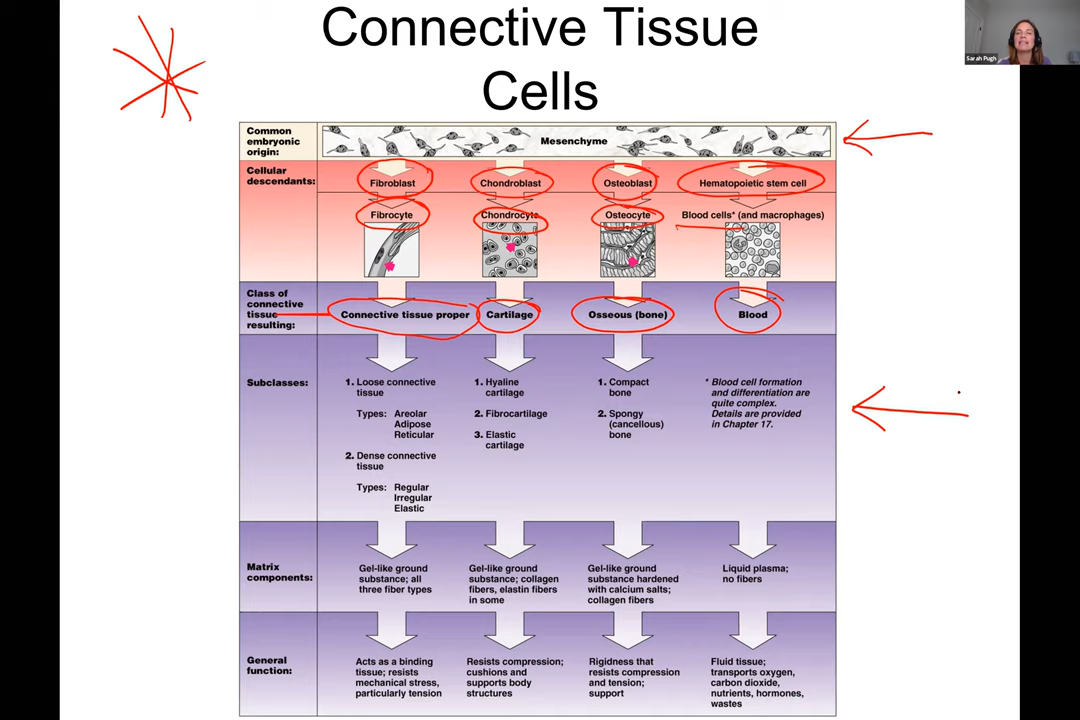 Connective Tissue
Cells
Sarah Pugh
Common
embryonic
origin:
Mesenchyme
Cellular
descendants:
Fibroblast
Chondroblast
Osteoblast
Hematopoietic stem cell
Fibrocyte
Chondrocyte
Osteocyte
Blood cells* (and macrophages)
Class of
connective
tissue
resulting:
Connective tissue proper
Cartilage
Osseous (bone)
Blood
Subclasses:
1. Loose connective
tissue
Types: Areolar
Adipose
Reticular
2. Dense connective
tissue
Types: Regular
Irregular
Elastic
1. Hyaline
cartilage
2. Fibrocartilage
3. Elastic
cartilage
1. Compact
bone
2. Spongy
(cancellous)
bone
* Blood cell formation
and differentiation are
quite complex.
Details are provided
in Chapter 17.
Matrix
components:
Gel-like ground
substance; all
three fiber types
Gel-like ground
substance; collagen
fibers, elastin fibers
in some
Gel-like ground
substance hardened
with calcium salts;
collagen fibers
Liquid plasma;
no fibers
General
function:
Acts as a binding
tissue; resists
mechanical stress,
particularly tension
Resists compression;
cushions and
supports body
structures
Rigidness that
resists compression
and tension;
support
Fluid tissue;
transports oxygen,
carbon dioxide,
nutrients, hormones,
wastes